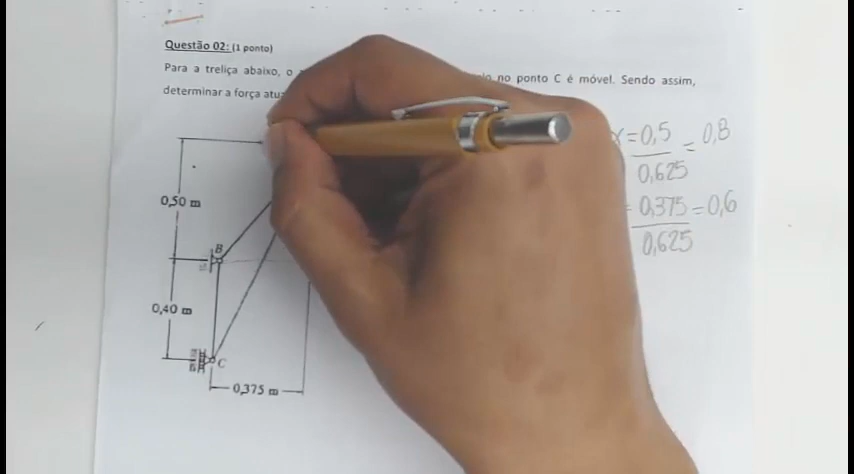 Questão 02: (1 ponto)
Para a treliça abaixo, o no ponto C é móvel. Sendo assim,
determinar a força
0,50 m
B
0,40 m
C
0,375 m
= 0,5 = 0,8
0,625
= 0,375 = 0,6
0,625